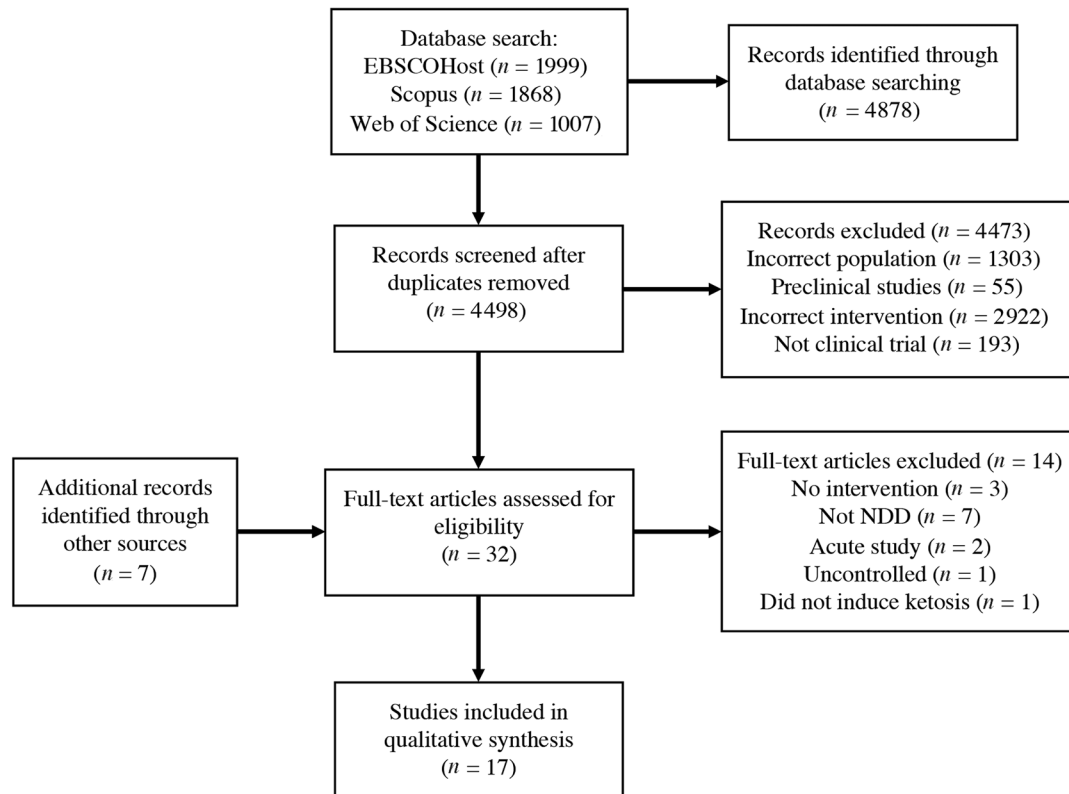 Database search:
EBSCOHost (n = 1999)
Scopus (n = 1868)
Web of Science (n = 1007)
Records identified through
database searching
(n = 4878)
Records screened after
duplicates removed
(n = 4498)
Records excluded (n = 4473)
Incorrect population (n = 1303)
Preclinical studies (n = 55)
Incorrect intervention (n = 2922)
Not clinical trial (n = 193)
Additional records
identified through
other sources
(n = 7)
Full-text articles assessed for
eligibility
(n = 32)
Full-text articles excluded (n = 14)
No intervention (n = 3)
Not NDD (n = 7)
Acute study (n = 2)
Uncontrolled (n = 1)
Did not induce ketosis (n = 1)
Studies included in
qualitative synthesis
(n = 17)